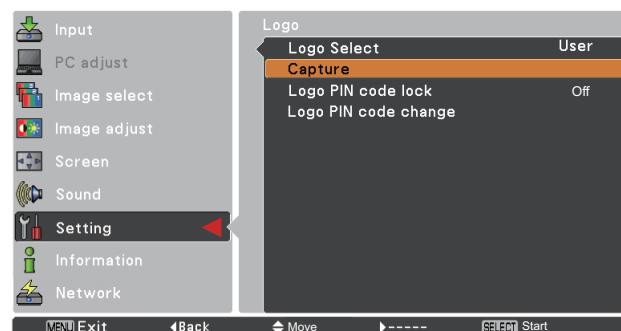 Input
PC adjust
Image select
Image adjust
Screen
Sound
Setting
Information
Network
Logo
Logo Select User
Capture
Logo PIN code lock Off
Logo PIN code change
MENU Exit Back Move ----- SELECT Start